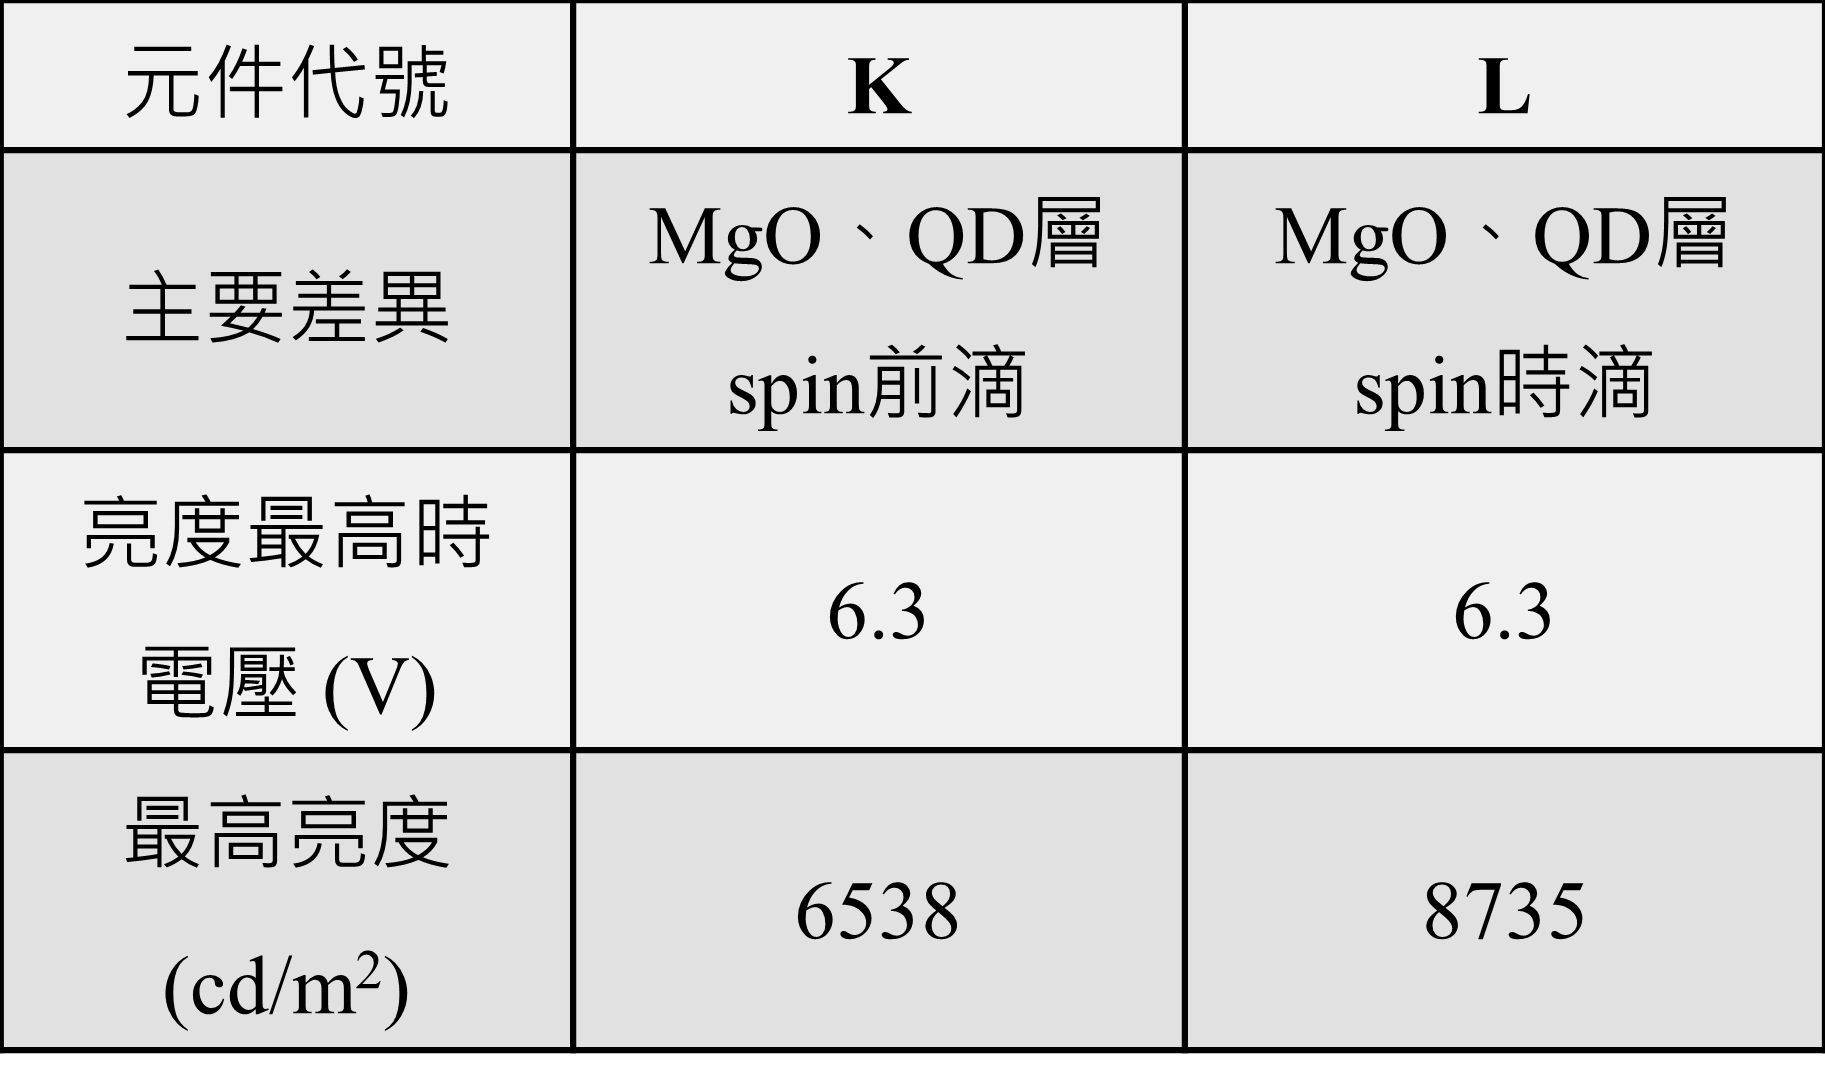 元件代號 K L
主要差異 MgO、QD層 MgO、QD層
spin前滴 spin時滴
亮度最高時
電壓 (V) 6.3 6.3
最高亮度
(cd/m²) 6538 8735